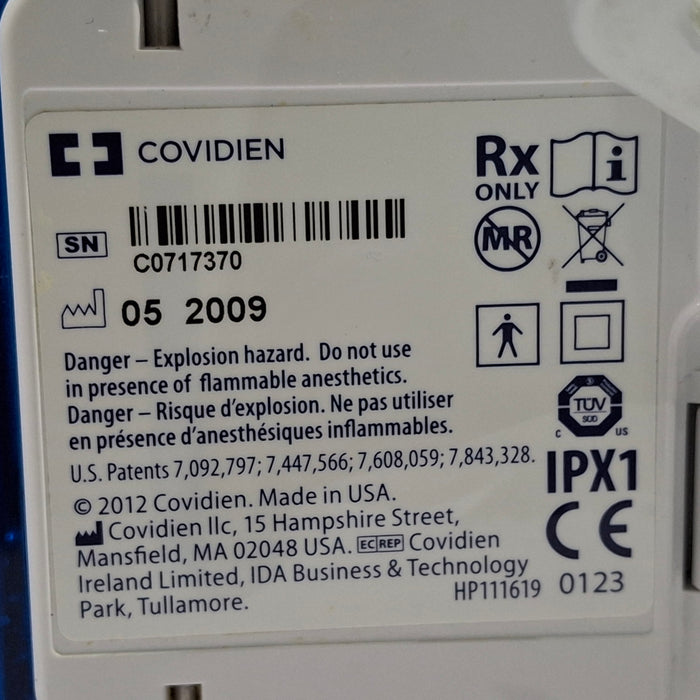 COVIDIEN
Rx
ONLY
SN
C0717370
MR
05 2009
Danger – Explosion hazard. Do not use
in presence of flammable anesthetics.
Danger – Risque d'explosion. Ne pas utiliser
en présence d'anesthésiques inflammables.
TÜV
SÜD
C US
U.S. Patents 7,092,797; 7,447,566; 7,608,059; 7,843,328.
IPX1
© 2012 Covidien. Made in USA.
Covidien llc, 15 Hampshire Street,
Mansfield, MA 02048 USA. EC REP Covidien
Ireland Limited, IDA Business & Technology
Park, Tullamore.
HP111619
CE
0123